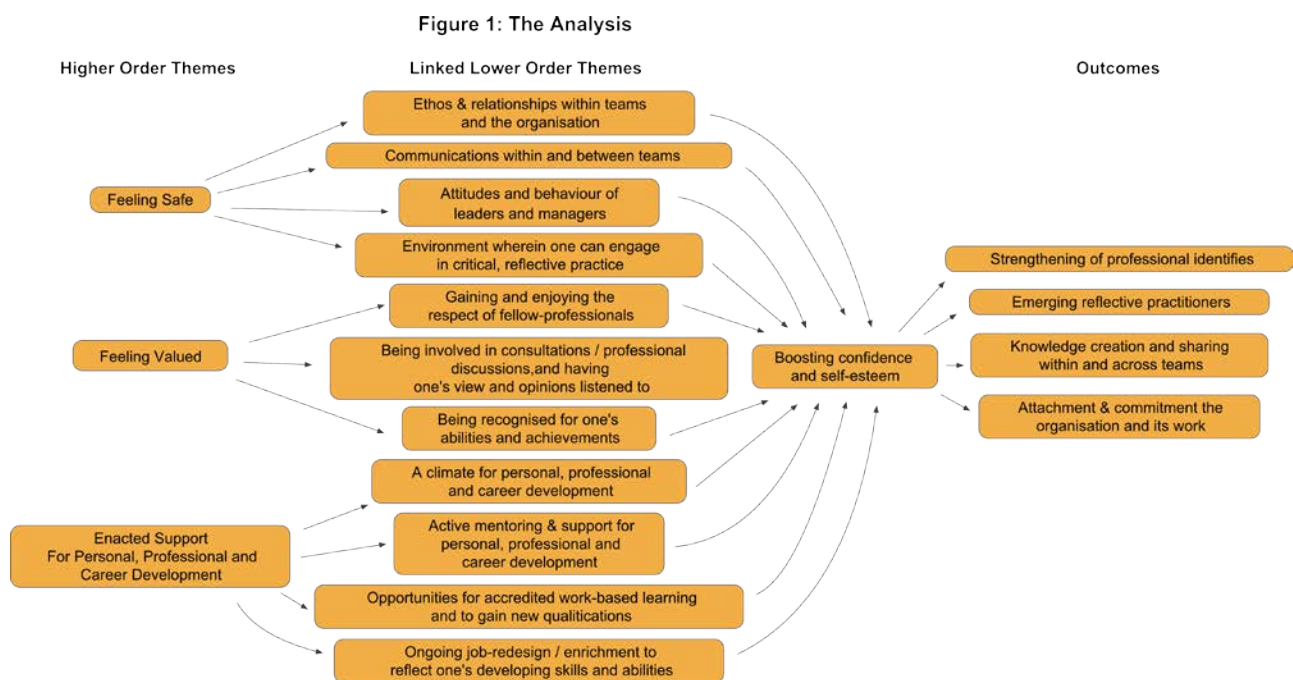 Figure 1: The Analysis
Higher Order Themes
Linked Lower Order Themes
Outcomes
Ethos & relationships within teams
and the organisation
Communications within and between teams
Feeling Safe
Attitudes and behaviour of
leaders and managers
Environment wherein one can engage
in critical, reflective practice
Gaining and enjoying the
respect of fellow-professionals
Feeling Valued
Being involved in consultations / professional
discussions,and having
one's view and opinions listened to
Being recognised for one's
abilities and achievements
A climate for personal, professional
and career development
Enacted Support
For Personal, Professional and
Career Development
Active mentoring & support for
personal, professional and
career development
Opportunities for accredited work-based learning
and to gain new qualitications
Ongoing job-redesign / enrichment to
reflect one's developing skills and abilities
Boosting confidence
and self-esteem
Strengthening of professional identifies
Emerging reflective practitioners
Knowledge creation and sharing
within and across teams
Attachment & commitment the
organisation and its work